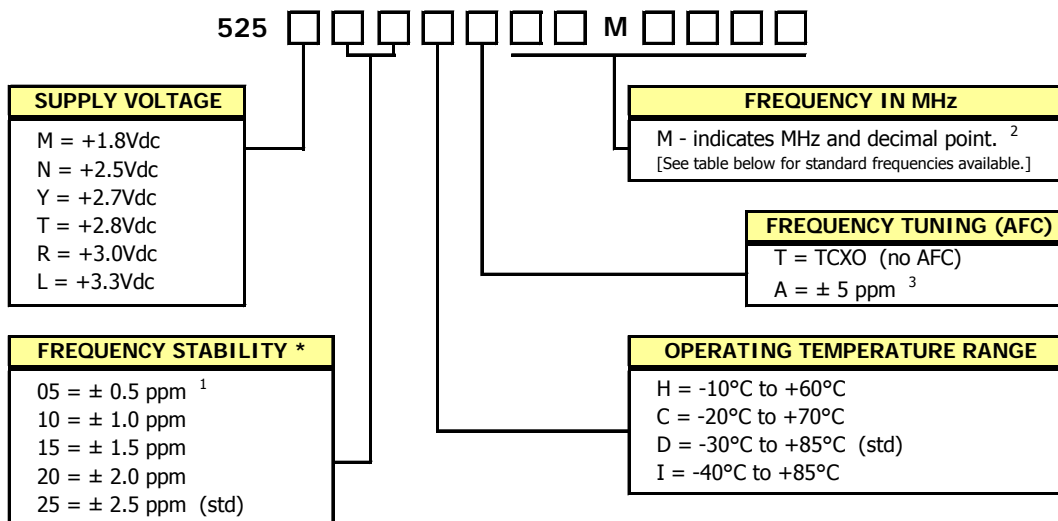 525 M
SUPPLY VOLTAGE
M = +1.8Vdc
N = +2.5Vdc
Y = +2.7Vdc
T = +2.8Vdc
R = +3.0Vdc
L = +3.3Vdc
FREQUENCY IN MHz
M - indicates MHz and decimal point. 2
[See table below for standard frequencies available.]
FREQUENCY TUNING (AFC)
T = TCXO (no AFC)
A = ± 5 ppm 3
FREQUENCY STABILITY *
05 = ± 0.5 ppm 1
10 = ± 1.0 ppm
15 = ± 1.5 ppm
20 = ± 2.0 ppm
25 = ± 2.5 ppm (std)
OPERATING TEMPERATURE RANGE
H = -10°C to +60°C
C = -20°C to +70°C
D = -30°C to +85°C (std)
I = -40°C to +85°C